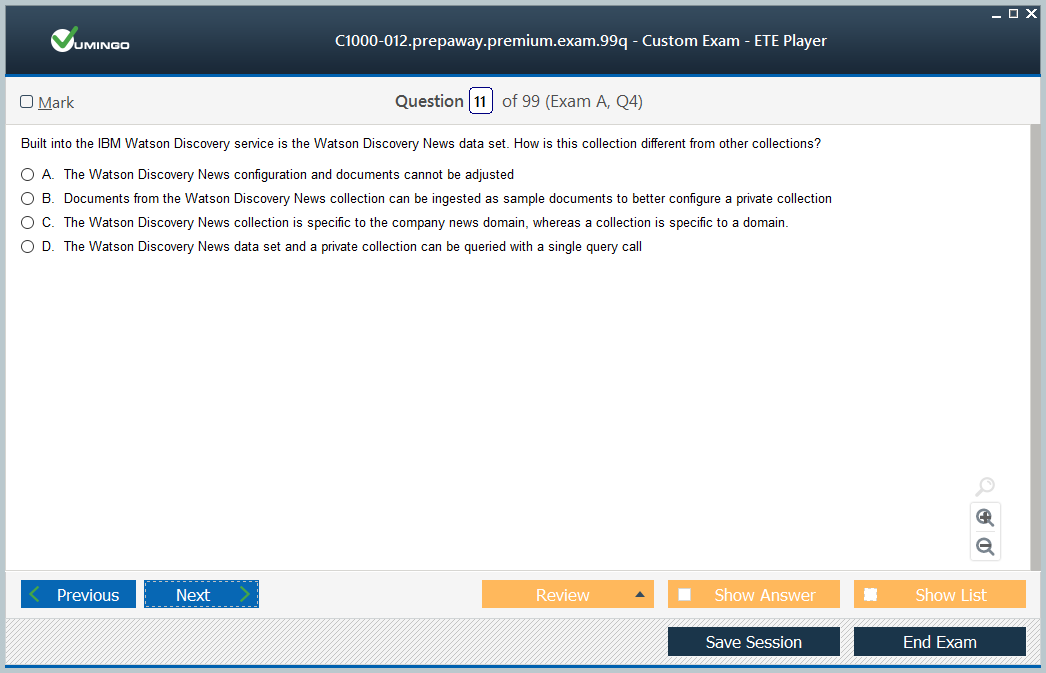 VUMINGO
C1000-012.prepaway.premium.exam.99q - Custom Exam - ETE Player
Mark
Question 11 of 99 (Exam A, Q4)
Built into the IBM Watson Discovery service is the Watson Discovery News data set. How is this collection different from other collections?
A. The Watson Discovery News configuration and documents cannot be adjusted
B. Documents from the Watson Discovery News collection can be ingested as sample documents to better configure a private collection
C. The Watson Discovery News collection is specific to the company news domain, whereas a collection is specific to a domain.
D. The Watson Discovery News data set and a private collection can be queried with a single query call
Previous
Next
Review
Show Answer
Show List
Save Session
End Exam